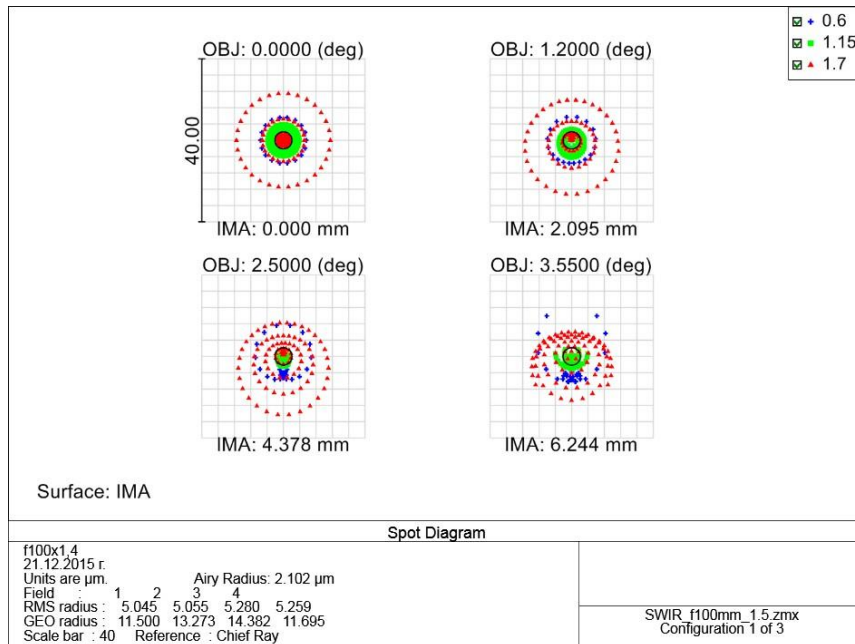 0.6
1.15
1.7
OBJ: 0.0000 (deg)
OBJ: 1.2000 (deg)
40.00
IMA: 0.000 mm
IMA: 2.095 mm
OBJ: 2.5000 (deg)
OBJ: 3.5500 (deg)
IMA: 4.378 mm
IMA: 6.244 mm
Surface: IMA
Spot Diagram
f100x1,4
21.12.2015 г.
Units are µm. Airy Radius: 2.102 µm
Field : 1 2 3 4
RMS radius : 5.045 5.055 5.280 5.259
GEO radius : 11.500 13.273 14.382 11.695
Scale bar : 40 Reference : Chief Ray
SWIR_f100mm_1.5.zmx
Configuration 1 of 3